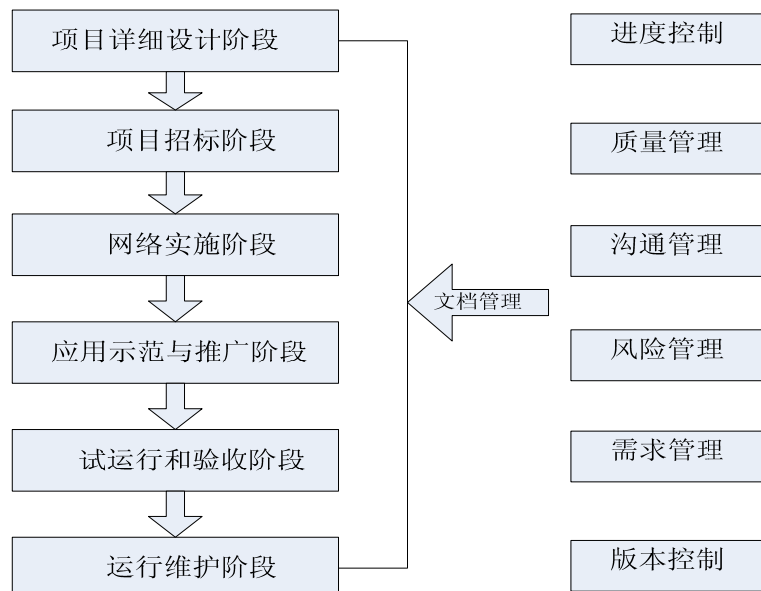 项目详细设计阶段
项目招标阶段
网络实施阶段
应用示范与推广阶段
试运行和验收阶段
运行维护阶段
文档管理
进度控制
质量管理
沟通管理
风险管理
需求管理
版本控制